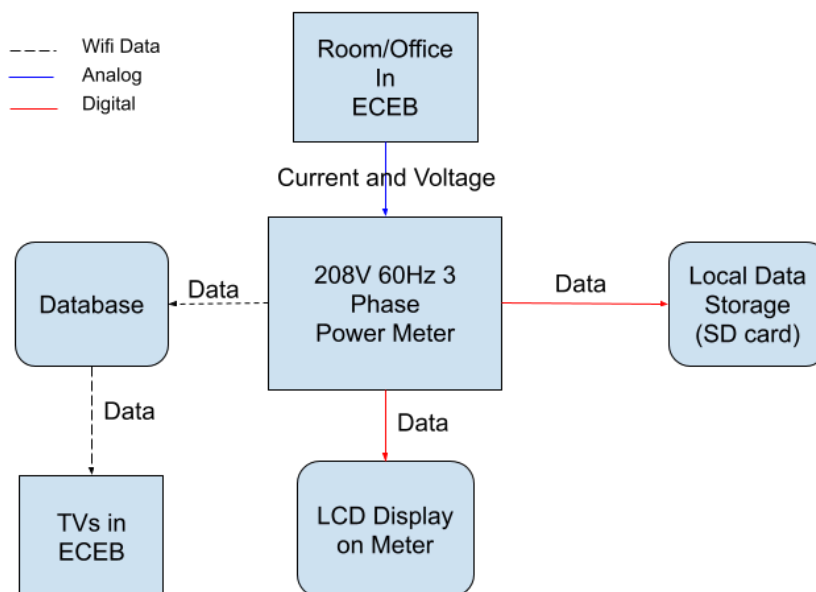 Wifi Data
Analog
Digital
Room/Office
In
ECEB
Current and Voltage
Database
Data
208V 60Hz 3
Phase
Power Meter
Data
Local Data
Storage
(SD card)
Data
Data
TVs in
ECEB
LCD Display
on Meter